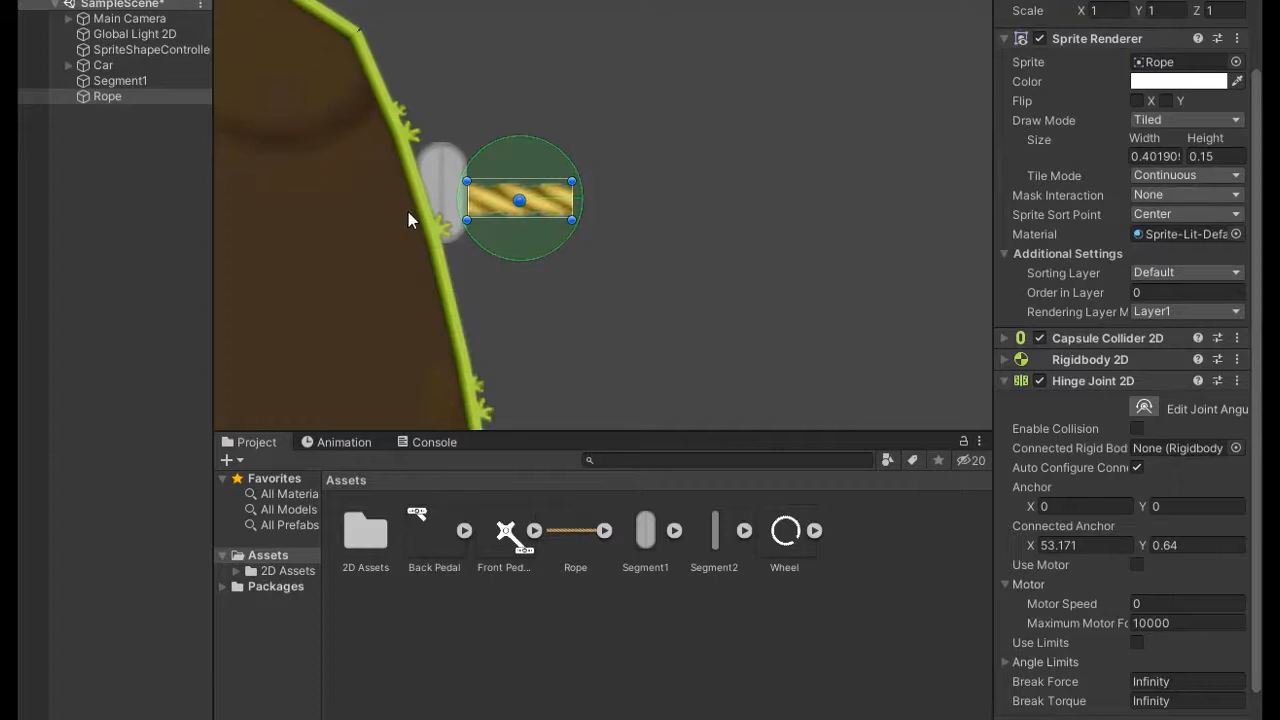 SampleScene*
Main Camera
Global Light 2D
SpriteShapeControlle
Car
Segment1
Rope
Scale X 1 Y 1 Z 1
Sprite Renderer
Sprite Rope
Color
Flip X Y
Draw Mode Tiled
Size Width Height
0.40190 0.15
Tile Mode Continuous
Mask Interaction None
Sprite Sort Point Center
Material Sprite-Lit-Defa
Additional Settings
Sorting Layer Default
Order in Layer 0
Rendering Layer M Layer1
Capsule Collider 2D
Rigidbody 2D
Hinge Joint 2D
Edit Joint Angu
Enable Collision
Connected Rigid Bod None (Rigidbody
Auto Configure Conn
Anchor
X 0 Y 0
Connected Anchor
X 53.171 Y 0.64
Use Motor
Motor
Motor Speed 0
Maximum Motor Fo 10000
Use Limits
Angle Limits
Break Force Infinity
Break Torque Infinity
Project Animation Console
20
Favorites
All Materia
All Models
All Prefabs
Assets
2D Assets
Packages
Assets
2D Assets Back Pedal Front Ped... Rope Segment1 Segment2 Wheel